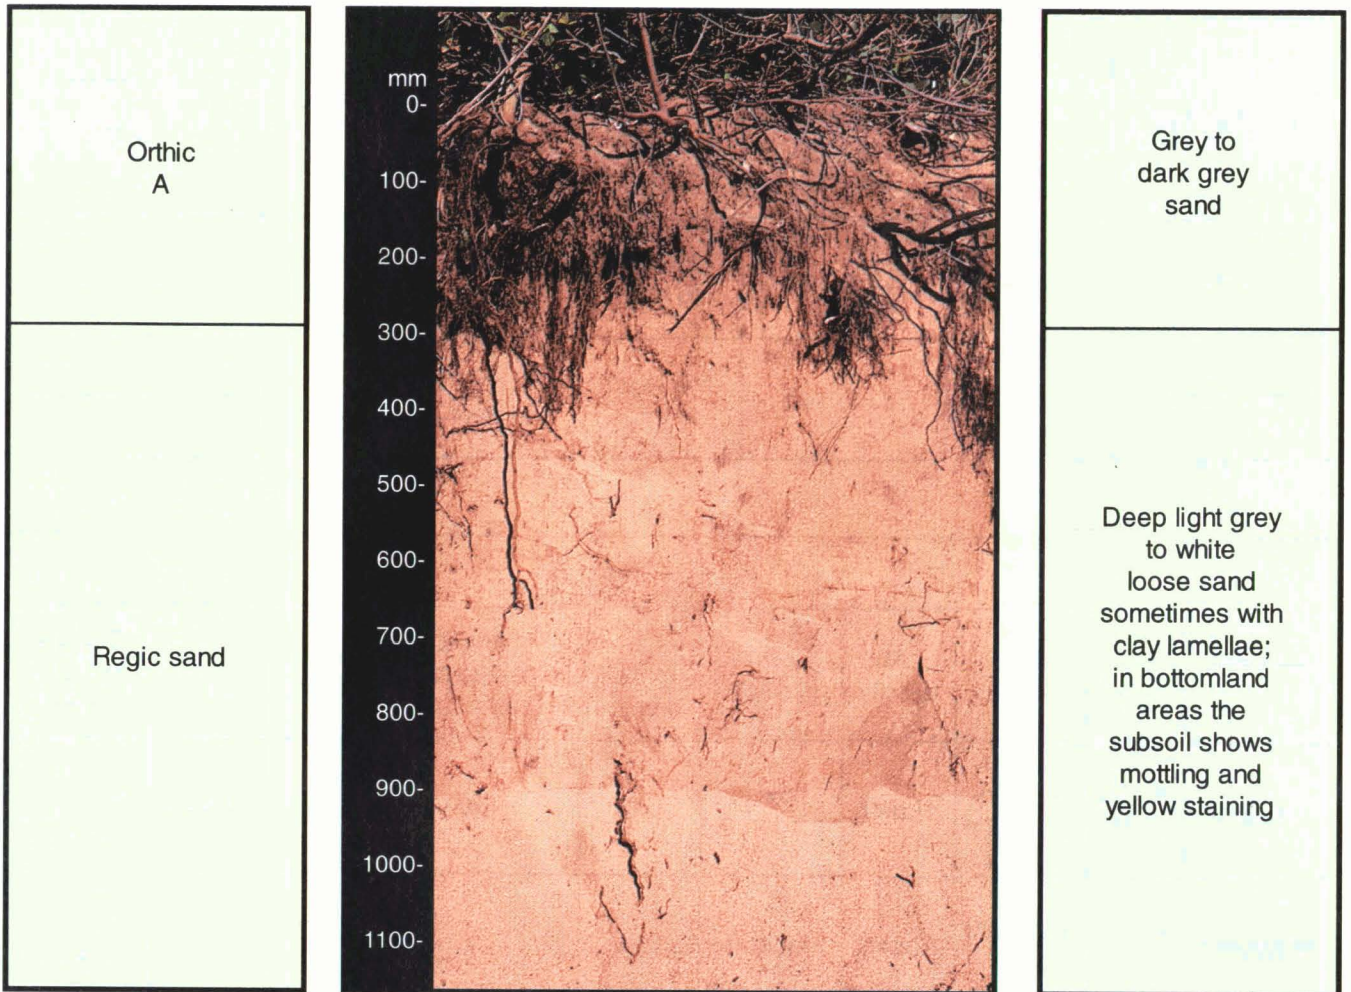 Orthic
A
Regic sand
mm
0-
100-
200-
300-
400-
500-
600-
700-
800-
900-
1000-
1100-
Grey to
dark grey
sand
Deep light grey
to white
loose sand
sometimes with
clay lamellae;
in bottomland
areas the
subsoil shows
mottling and
yellow staining